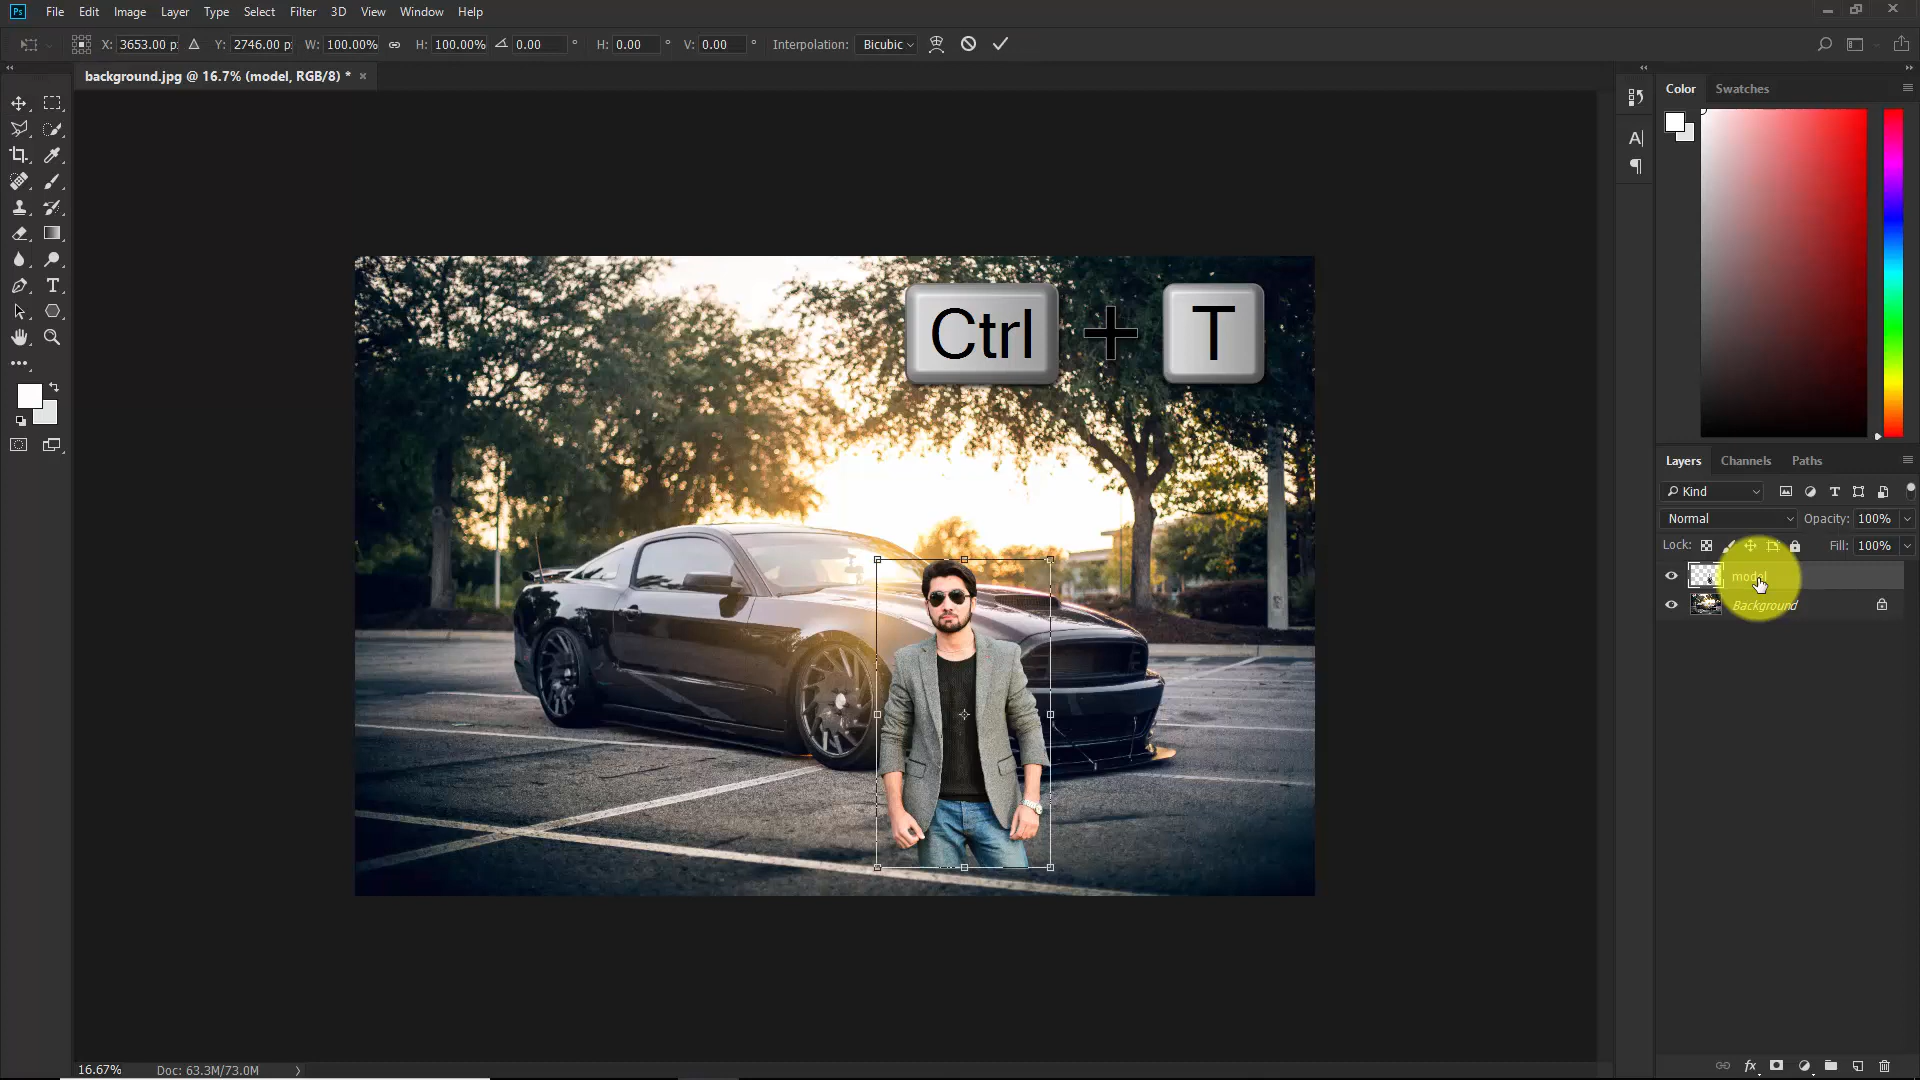 Ps File Edit Image Layer Type Select Filter 3D View Window Help
X: 3653.00 p Y: 2746.00 p W: 100.00% H: 100.00% 0.00 ° H: 0.00 ° V: 0.00 ° Interpolation: Bicubic
background.jpg @ 16.7% (model, RGB/8) * ×
Color Swatches
Ctrl + T
Layers Channels Paths
Kind
Normal Opacity: 100%
Lock: Fill: 100%
model
Background
16.67% Doc: 63.3M/73.0M